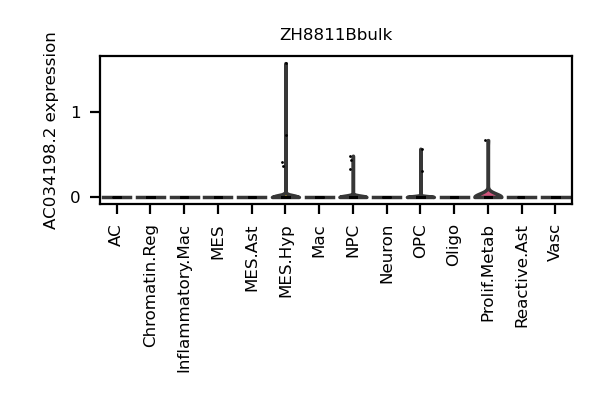 ZH8811Bbulk
AC034198.2 expression
1
0
AC
Chromatin.Reg
Inflammatory.Mac
MES
MES.Ast
MES.Hyp
Mac
NPC
Neuron
OPC
Oligo
Prolif.Metab
Reactive.Ast
Vasc